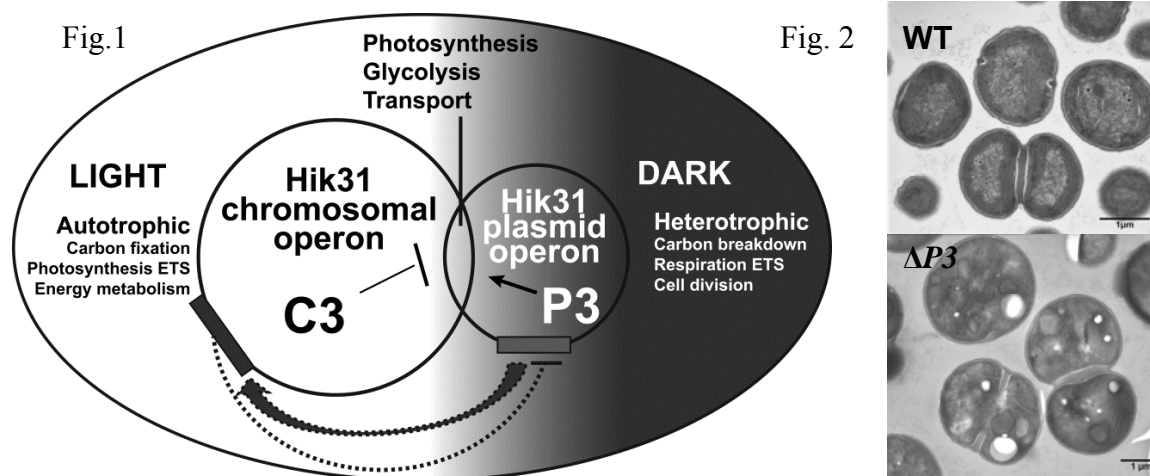 Fig.1
Photosynthesis
Glycolysis
Transport
Fig. 2
LIGHT
Autotrophic
Carbon fixation
Photosynthesis ETS
Energy metabolism
Hik31
chromosomal
operon
C3
Hik31
plasmid
operon
P3
DARK
Heterotrophic
Carbon breakdown
Respiration ETS
Cell division
WT
1µm
ΔP3
1 µm